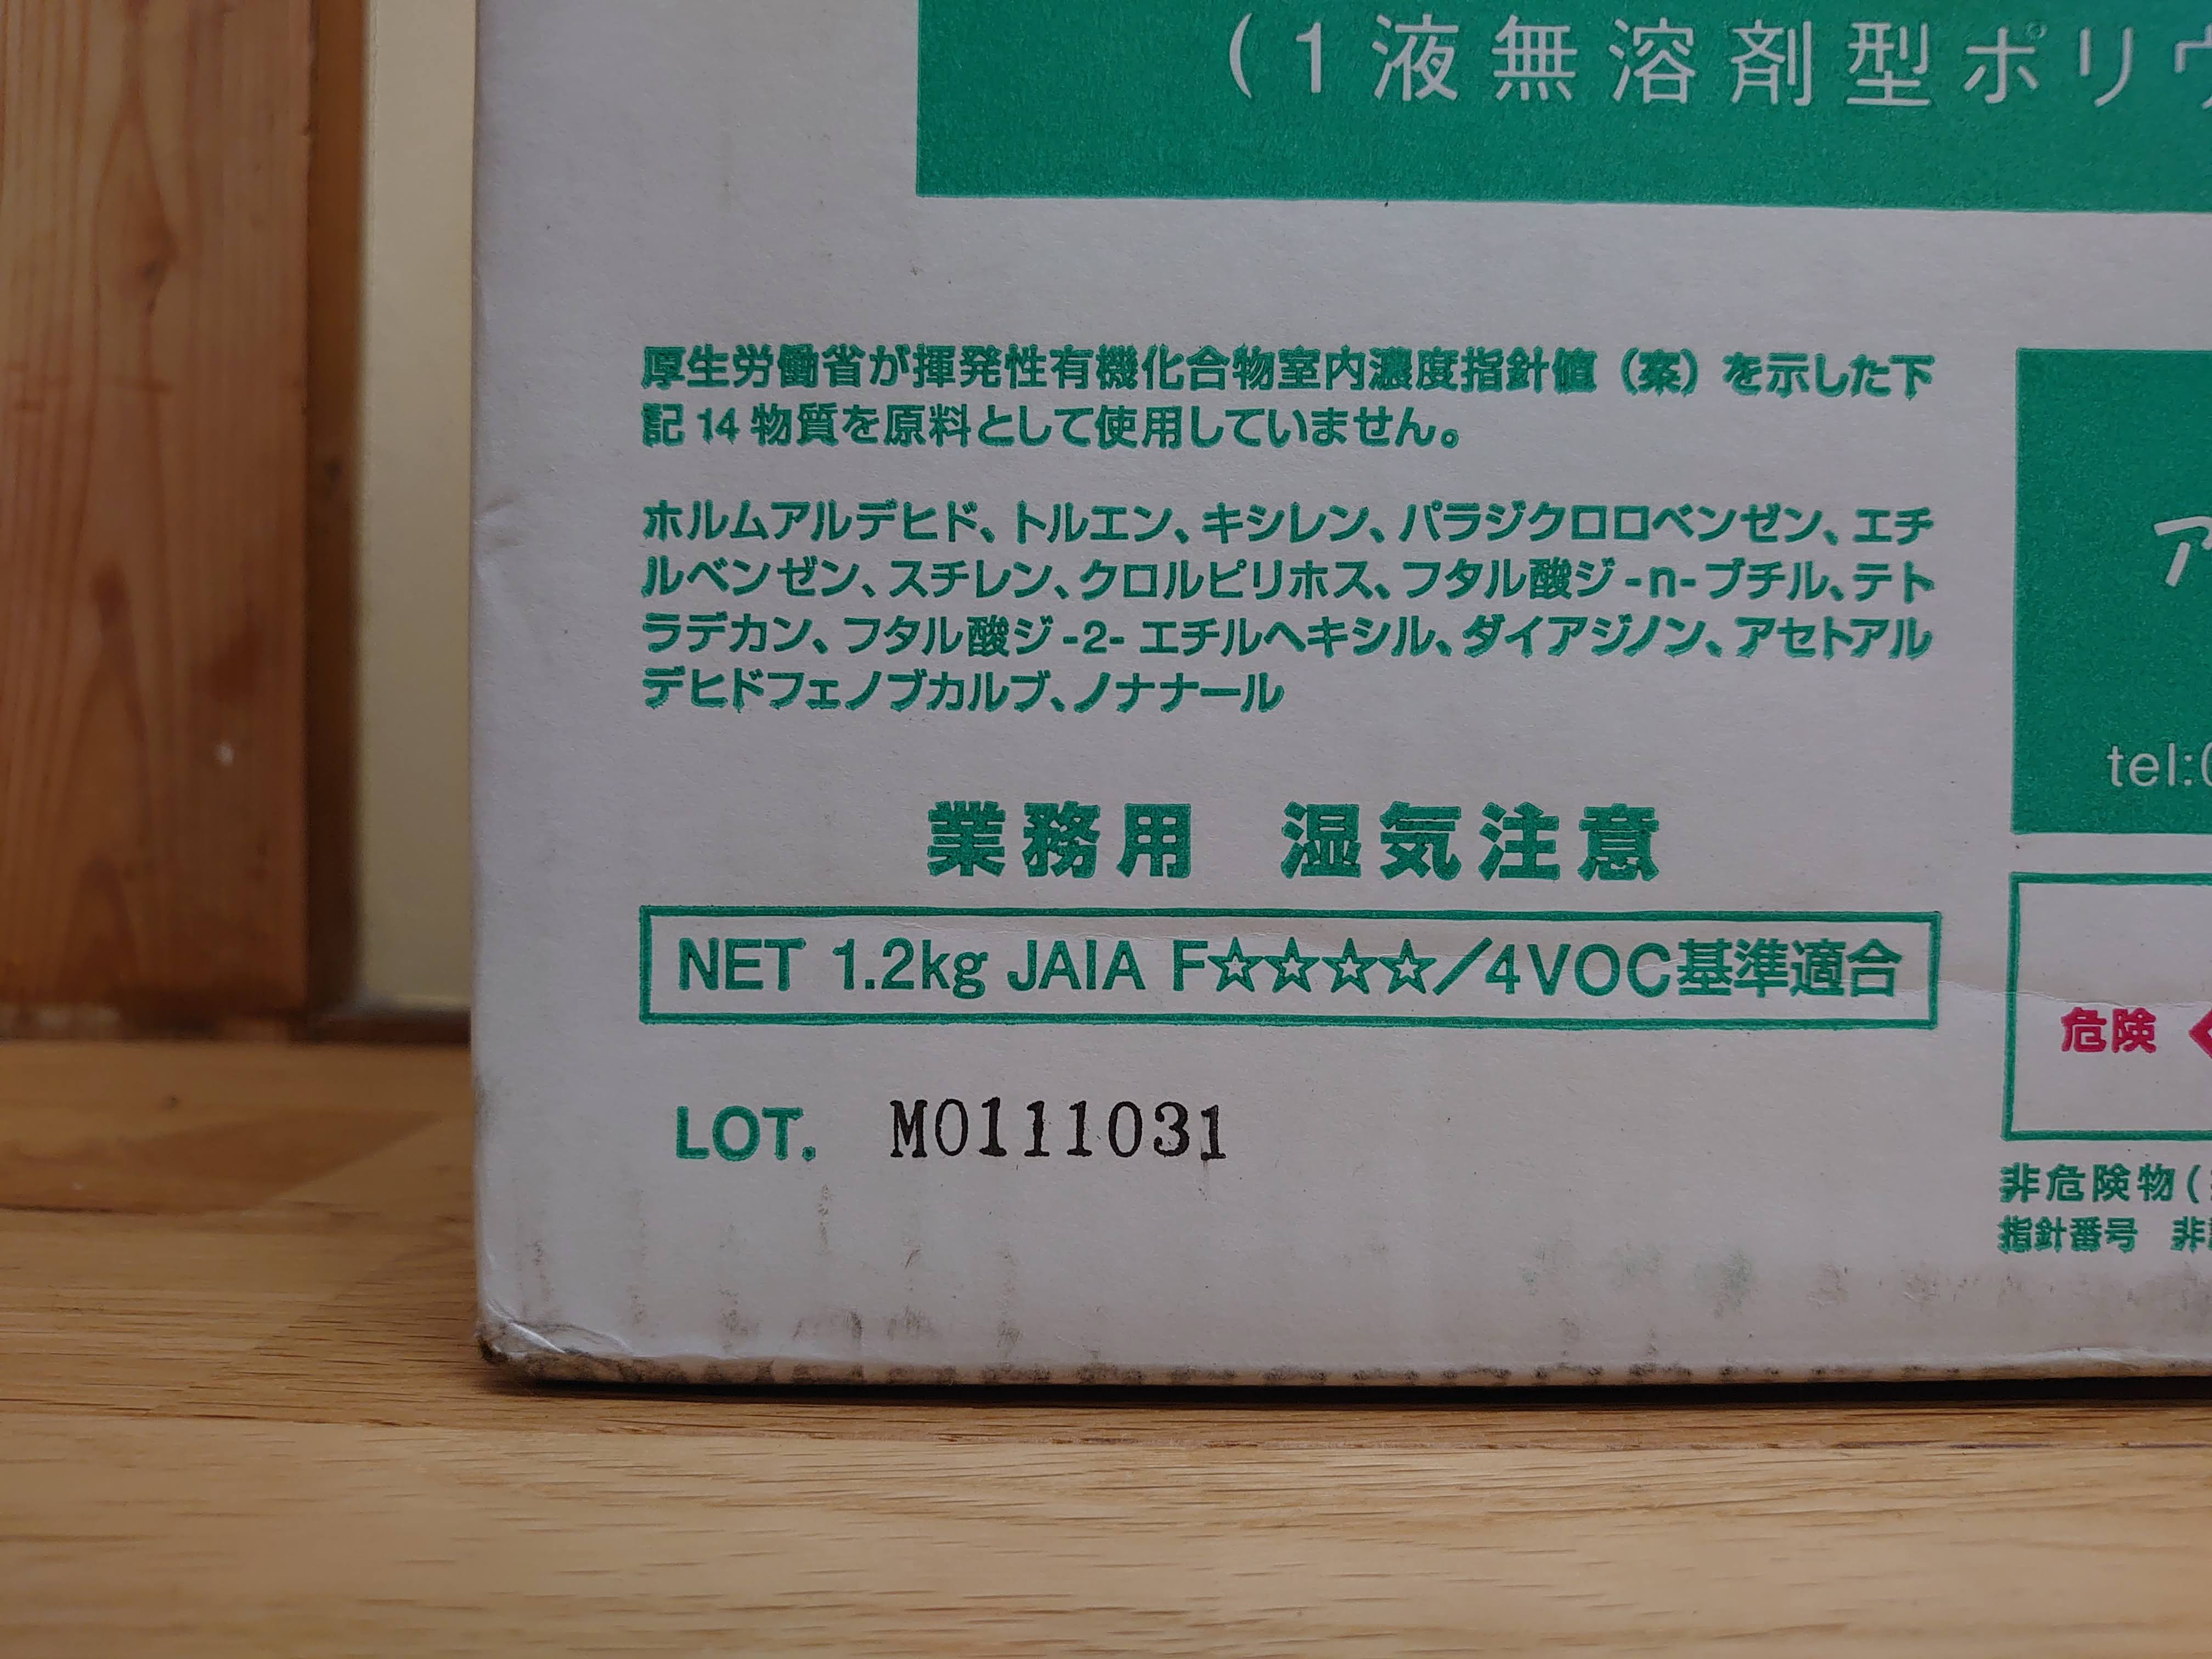 (1液無溶剤型ポリウ
厚生労働省が揮発性有機化合物室内濃度指針値（案）を示した下
記14物質を原料として使用していません。
ホルムアルデヒド、トルエン、キシレン、パラジクロロベンゼン、エチ
ルベンゼン、スチレン、クロルピリホス、フタル酸ジ-n-ブチル、テト
ラデカン、フタル酸ジ-2-エチルヘキシル、ダイアジノン、アセトアル
デヒドフェノブカルブ、ノナナール
業務用 湿気注意
NET 1.2kg JAIA F☆☆☆☆/4VOC基準適合
LOT. M0111031
ア
tel:0
危険
非危険物(
指針番号 非